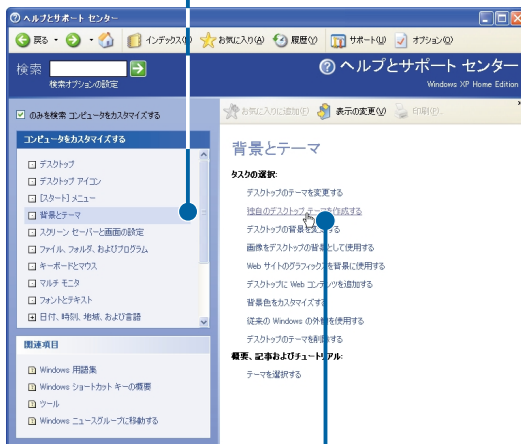 ヘルプとサポート センター
戻る インデックス(I) お気に入り(A) 履歴(Y) サポート(U) オプション(O)
検索
検索オプションの設定
ヘルプとサポート センター
Windows XP Home Edition
のみを検索 コンピュータをカスタマイズする
お気に入りに追加(F) 表示の変更(V) 印刷(P)...
コンピュータをカスタマイズする
デスクトップ
デスクトップ アイコン
[スタート] メニュー
背景とテーマ
スクリーン セーバーと画面の設定
ファイル、フォルダ、およびプログラム
キーボードとマウス
マルチ モニタ
フォントとテキスト
日付、時刻、地域、および言語
関連項目
Windows 用語集
Windows ショートカット キーの概要
ツール
Windows ニュースグループに移動する
背景とテーマ
タスクの選択:
デスクトップのテーマを変更する
独自のデスクトップ テーマを作成する
デスクトップの背景を変更する
画像をデスクトップの背景として使用する
Web サイトのグラフィックスを背景に使用する
デスクトップに Web コンテンツを追加する
背景色をカスタマイズする
従来の Windows の外観を使用する
デスクトップのテーマを削除する
概要、記事およびチュートリアル:
テーマを選択する